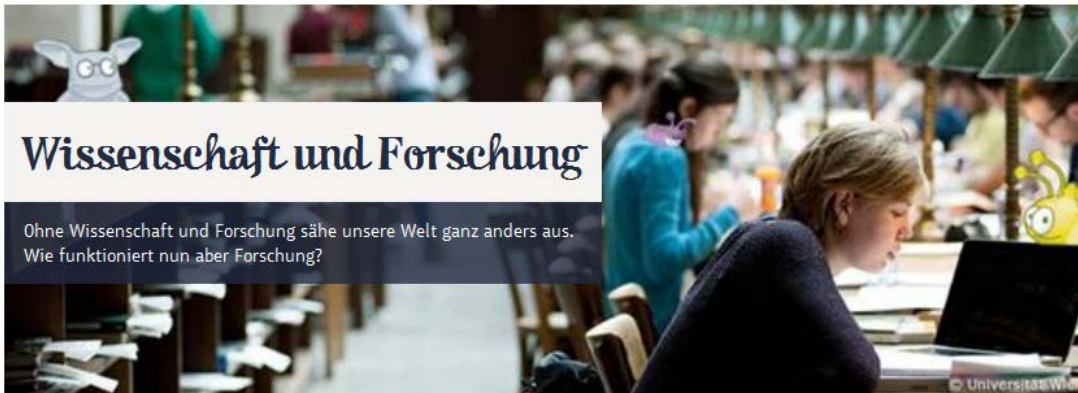 Wissenschaft und Forschung
Ohne Wissenschaft und Forschung sähe unsere Welt ganz anders aus.
Wie funktioniert nun aber Forschung?
© Universität Wien